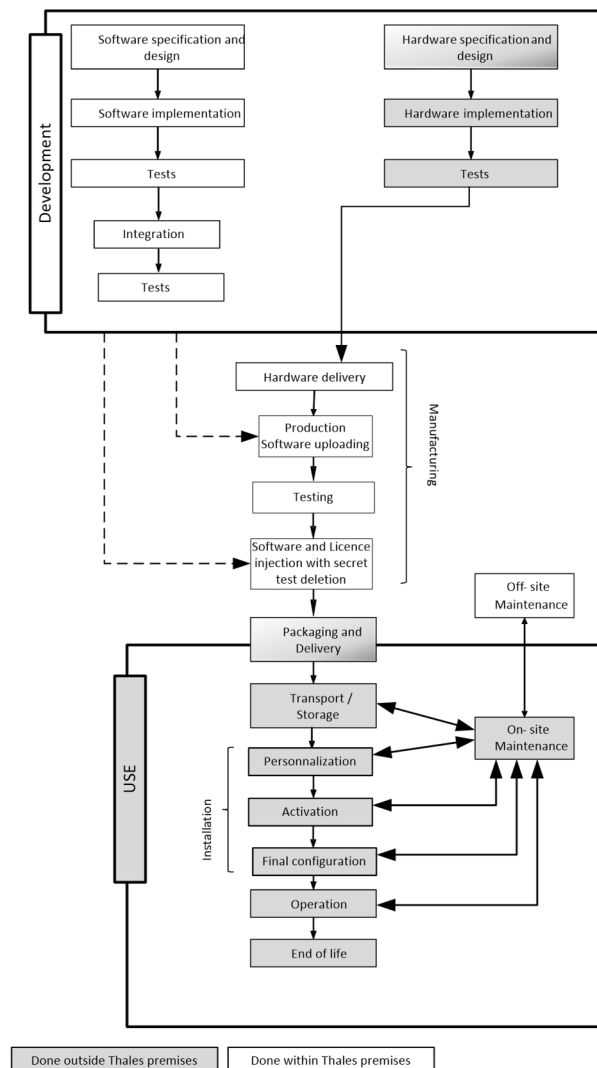 Development
Software specification and
design
Software implementation
Tests
Integration
Tests
Hardware specification and
design
Hardware implementation
Tests
Hardware delivery
Production
Software uploading
Testing
Software and Licence
injection with secret
test deletion
Manufacturing
Packaging and
Delivery
Off- site
Maintenance
USE
Transport /
Storage
On- site
Maintenance
Installation
Personnalization
Activation
Final configuration
Operation
End of life
Done outside Thales premises
Done within Thales premises